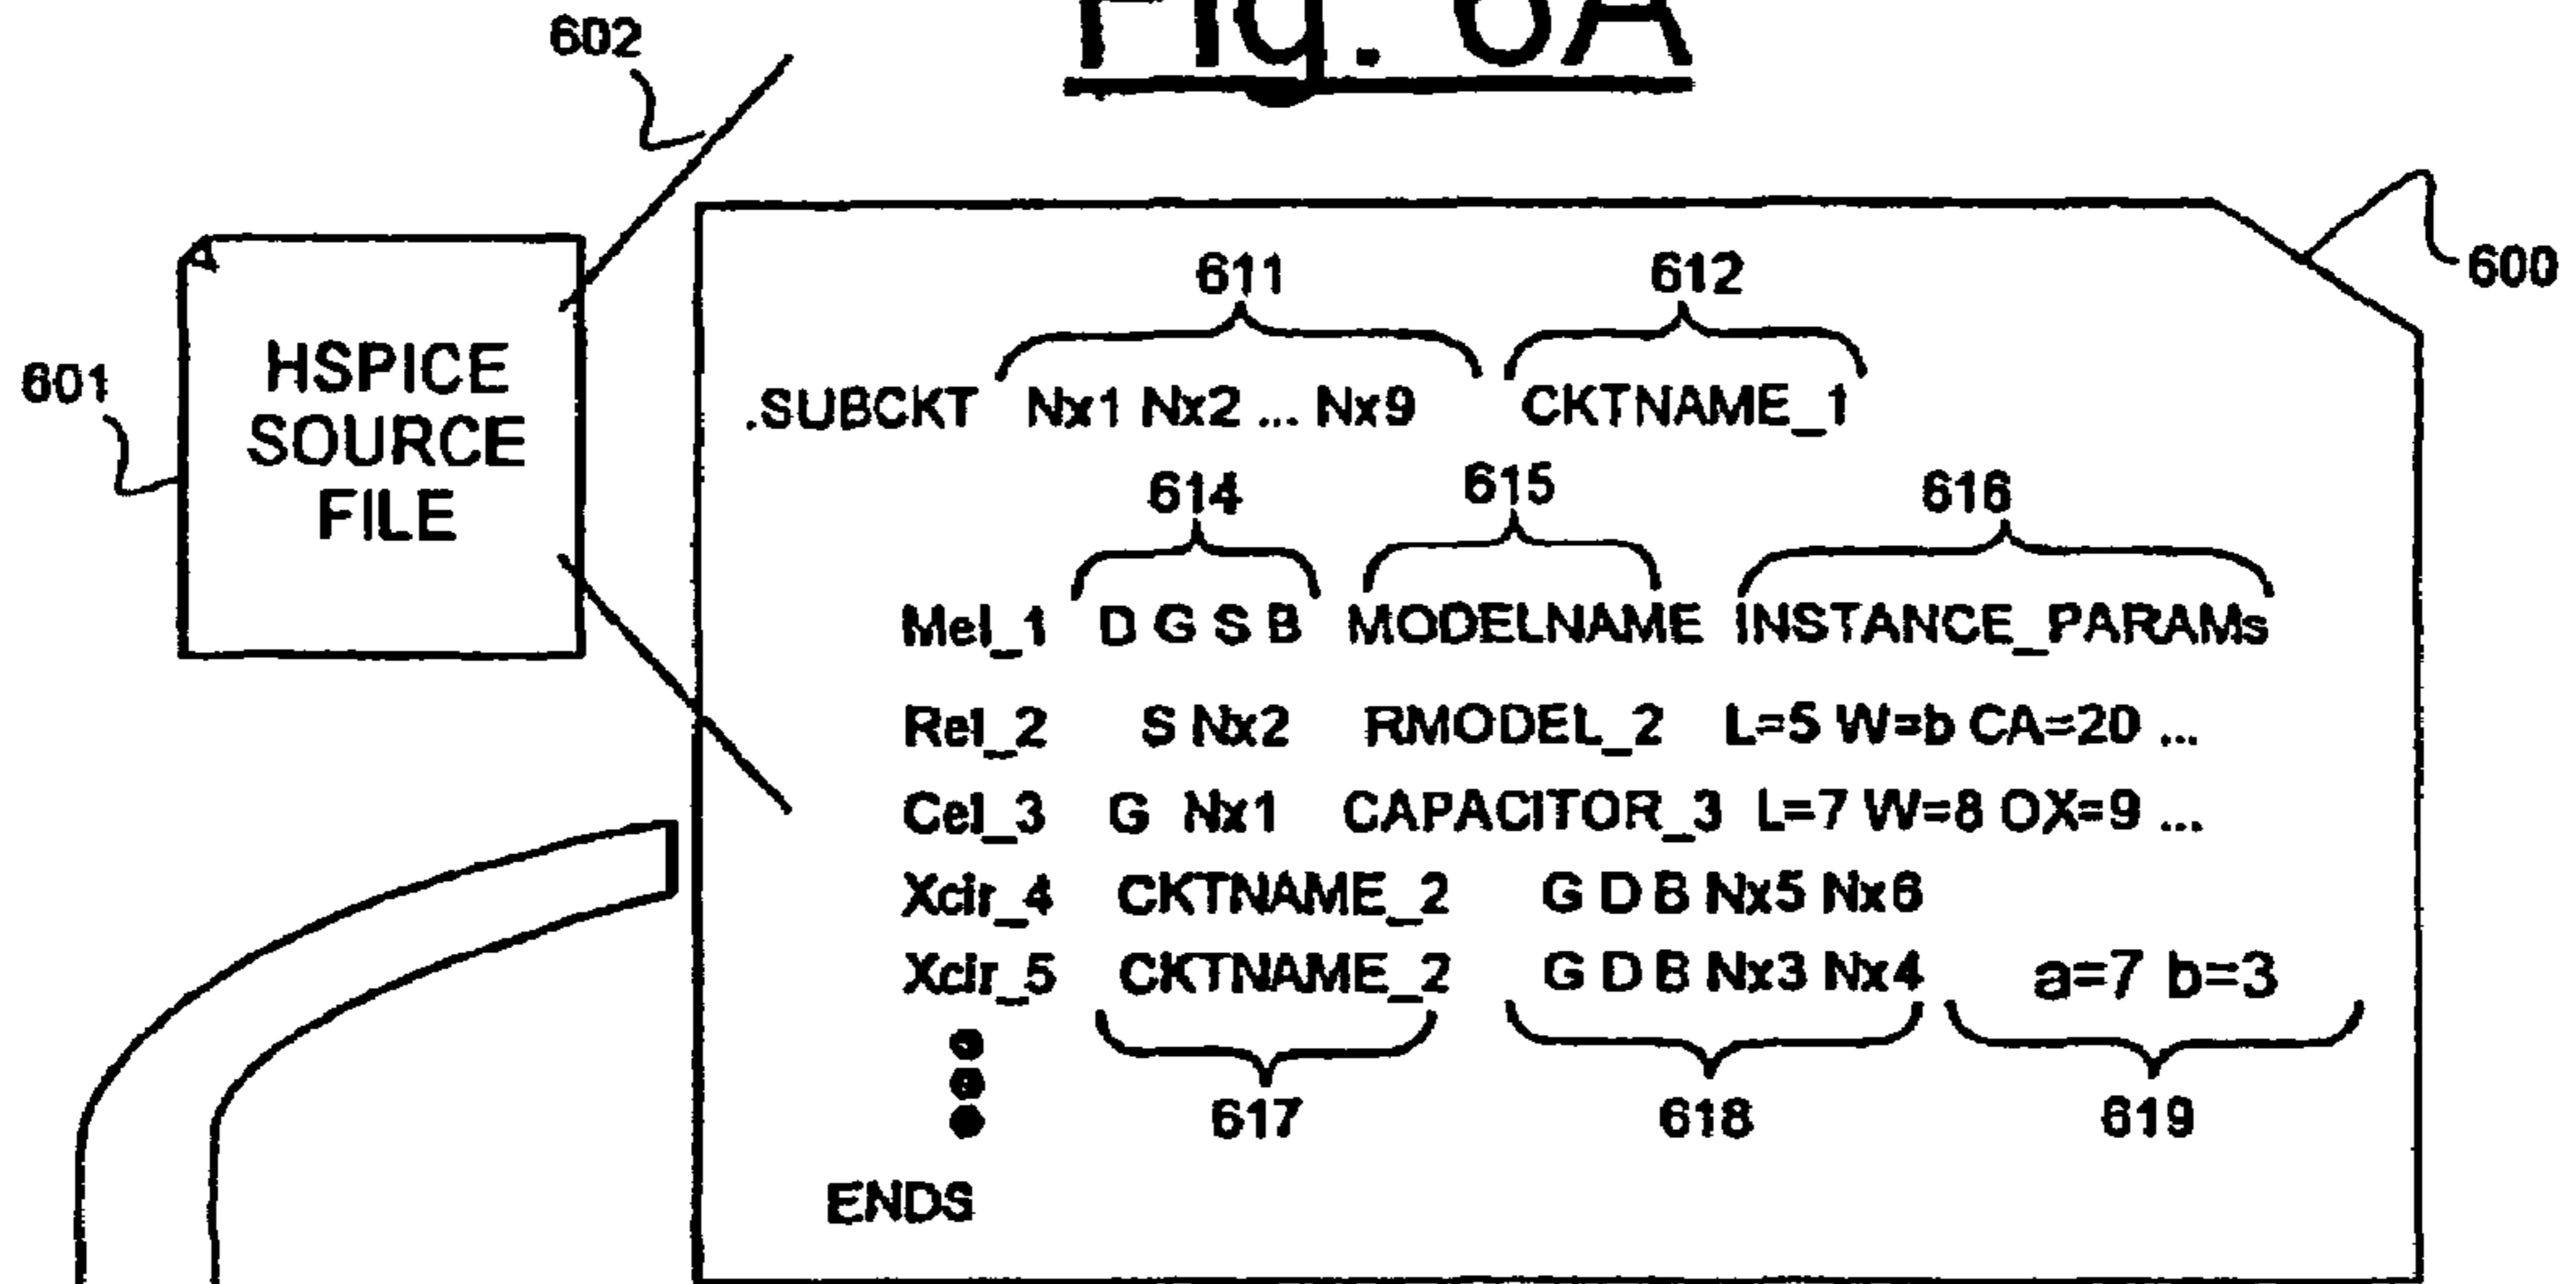 Fig. 6A
602
600
611 612
601
HSPICE
SOURCE
FILE
.SUBCKT Nx1 Nx2 ... Nx9 CKTNAME_1
614 615 616
Mel_1 D G S B MODELNAME INSTANCE_PARAMs
Rel_2 S Nx2 RMODEL_2 L=5 W=b CA=20 ...
Cel_3 G Nx1 CAPACITOR_3 L=7 W=8 OX=9 ...
Xcir_4 CKTNAME_2 G D B Nx5 Nx6
Xcir_5 CKTNAME_2 G D B Nx3 Nx4 a=7 b=3
617 618 619
ENDS